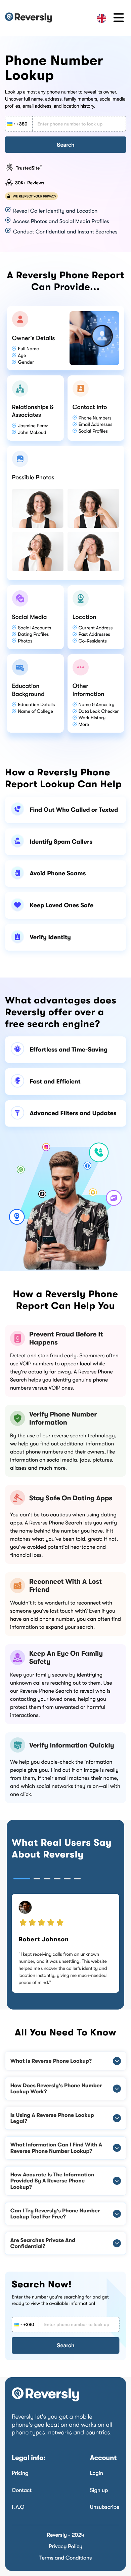 Reversly
Phone Number
Lookup
Look up almost any phone number to reveal its owner.
Uncover full name, address, family members, social media
profiles, email address, and location history.
+380
Enter phone number to look up
Search
TrustedSite
30K+ Reviews
WE RESPECT YOUR PRIVACY
Reveal Caller Identity and Location
Access Photos and Social Media Profiles
Conduct Confidential and Instant Searches
A Reversly Phone Report
Can Provide...
Owner's Details
Full Name
Age
Gender
Relationships &
Associates
Jasmine Perez
John McLoud
Contact Info
Phone Numbers
Email Addresses
Social Profiles
Possible Photos
Social Media
Social Accounts
Dating Profiles
Photos
Location
Current Address
Past Addresses
Co-Residents
Education
Background
Education Details
Name of College
Other
Information
Name & Ancestry
Data Leak Checker
Work History
More
How a Reversly Phone
Report Lookup Can Help
Find Out Who Called or Texted
Identify Spam Callers
Avoid Phone Scams
Keep Loved Ones Safe
Verify Identity
What advantages does
Reversly offer over a
free search engine?
Effortless and Time-Saving
Fast and Efficient
Advanced Filters and Updates
How a Reversly Phone
Report Can Help You
Prevent Fraud Before It
Happens
Detect and stop fraud early. Scammers often
use VOIP numbers to appear local while
they're actually far away. A Reverse Phone
Search helps you identify genuine phone
numbers versus VOIP ones.
Verify Phone Number
Information
By the use of our reverse search technology,
we help you find out additional information
about phone numbers and owners, like their
information on social media, jobs, pictures,
aliases and much more.
Stay Safe On Dating Apps
You can't be too cautious when using dating
apps. A Reverse Phone Search can verify the
name behind the number you have. If it
matches what you've been told, great; if not,
you've avoided potential heartache and
financial loss.
Reconnect With A Lost
Friend
Wouldn't it be wonderful to reconnect with
someone you've lost touch with? Even if you
have an old phone number, you can often find
information to expand your search.
Keep An Eye On Family
Safety
Keep your family secure by identifying
unknown callers reaching out to them. Use
our Reverse Phone Search to reveal who is
contacting your loved ones, helping you
protect them from unwanted or harmful
interactions.
Verify Information Quickly
We help you double-check the information
people give you. Find out if an image is really
from them, if their email matches their name,
or which social networks they're on—all with
one click.
What Real Users Say
About Reversly
Robert Johnson
"I kept receiving calls from an unknown
number, and it was unsettling. This website
helped me uncover the caller's identity and
location instantly, giving me much-needed
peace of mind."
All You Need To Know
What Is Reverse Phone Lookup?
How Does Reversly's Phone Number
Lookup Work?
Is Using A Reverse Phone Lookup
Legal?
What Information Can I Find With A
Reverse Phone Number Lookup?
How Accurate Is The Information
Provided By A Reverse Phone
Lookup?
Can I Try Reversly's Phone Number
Lookup Tool For Free?
Are Searches Private And
Confidential?
Search Now!
Enter the number you're searching for and get
ready to view the available information!
+380
Enter phone number to look up
Search
Reversly
Reversly let's you get a mobile
phone's geo location and works on all
phone types, networks and countries.
Legal info:
Account
Pricing
Login
Contact
Sign up
F.A.Q
Unsubscribe
Reversly - 2024
Privacy Policy
Terms and Conditions